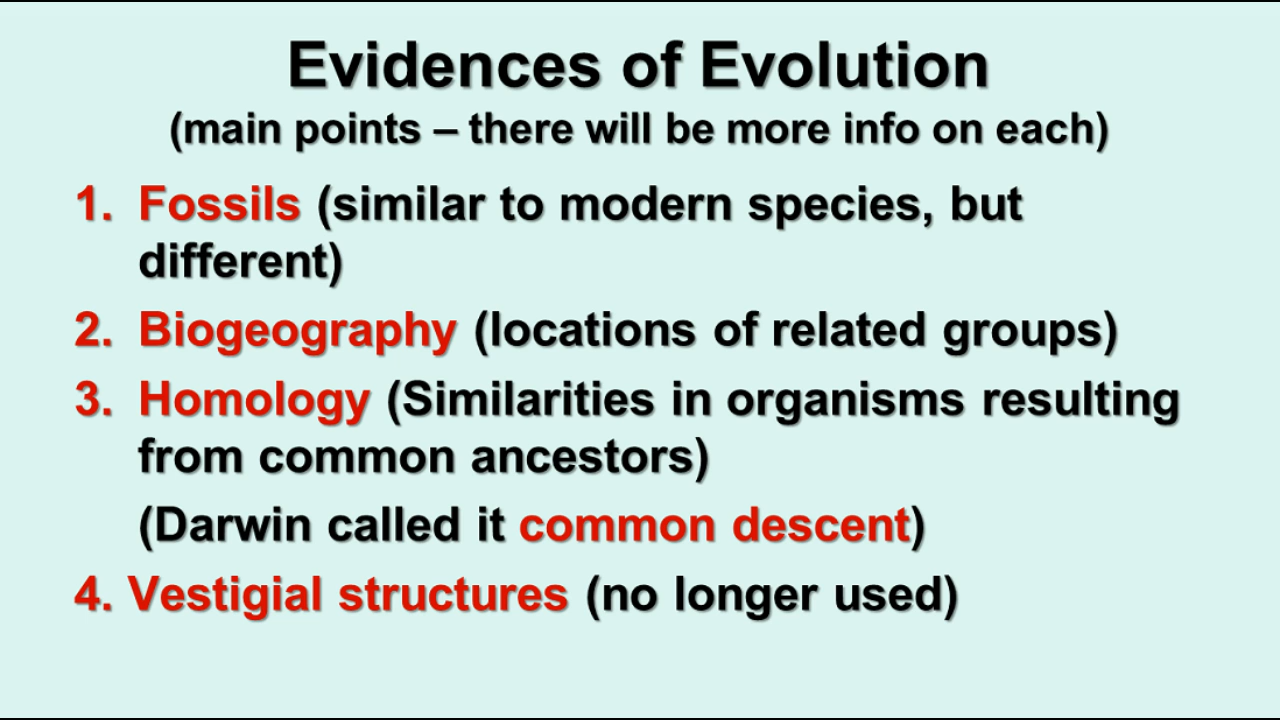 Evidences of Evolution
(main points – there will be more info on each)
1. Fossils (similar to modern species, but
different)
2. Biogeography (locations of related groups)
3. Homology (Similarities in organisms resulting
from common ancestors)
(Darwin called it common descent)
4. Vestigial structures (no longer used)